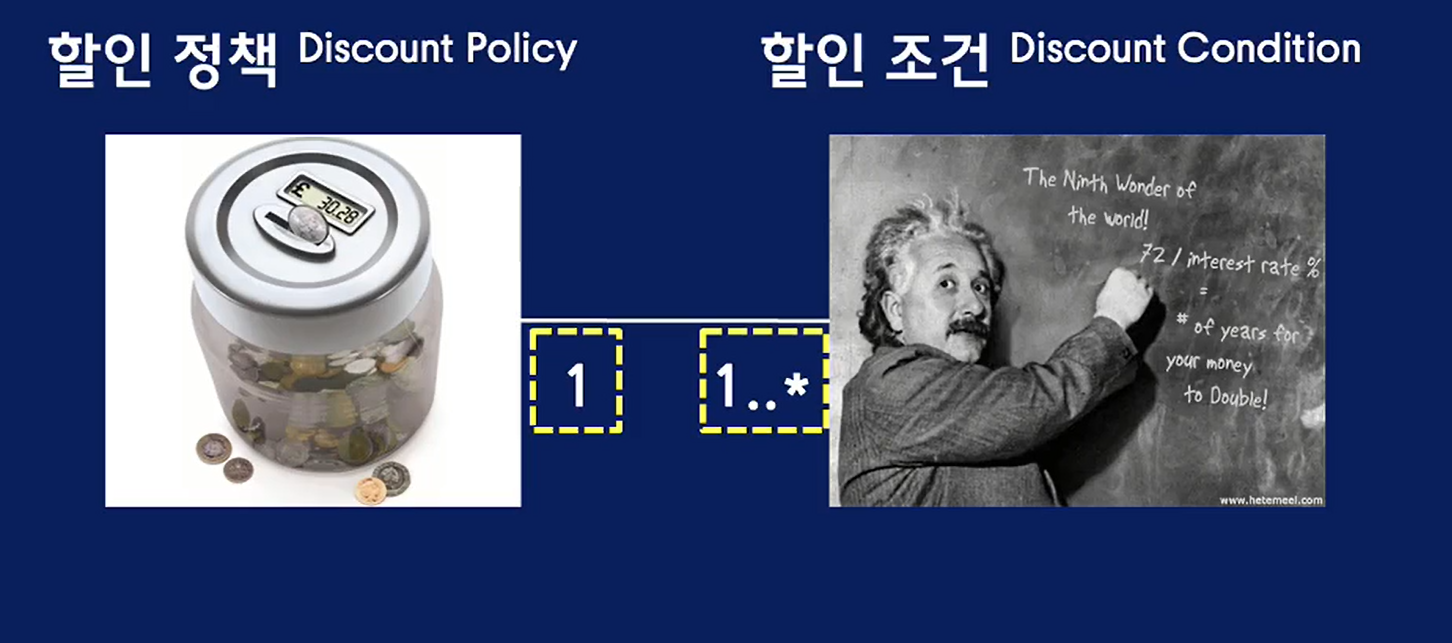 할인 정책 Discount Policy
할인 조건 Discount Condition
£ 30.28
The Ninth Wonder of
the world!
72 / interest rate %
=
# of years for
your money
to Double!
1
1..*
www.hetemeel.com